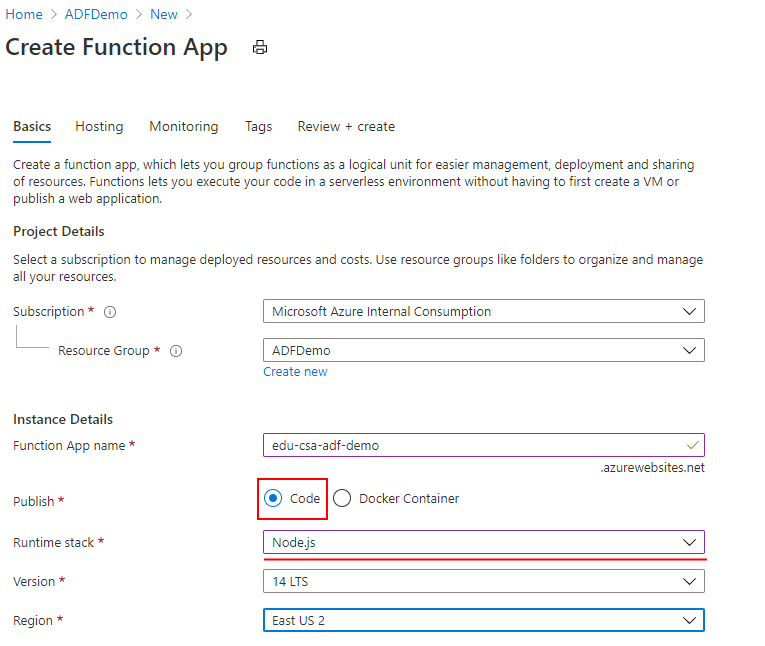 Home > ADFDemo > New >
Create Function App
Basics Hosting Monitoring Tags Review + create
Create a function app, which lets you group functions as a logical unit for easier management, deployment and sharing
of resources. Functions lets you execute your code in a serverless environment without having to first create a VM or
publish a web application.
Project Details
Select a subscription to manage deployed resources and costs. Use resource groups like folders to organize and manage
all your resources.
Subscription * Microsoft Azure Internal Consumption
Resource Group * ADFDemo
Create new
Instance Details
Function App name * edu-csa-adf-demo
.azurewebsites.net
Publish * Code Docker Container
Runtime stack * Node.js
Version * 14 LTS
Region * East US 2